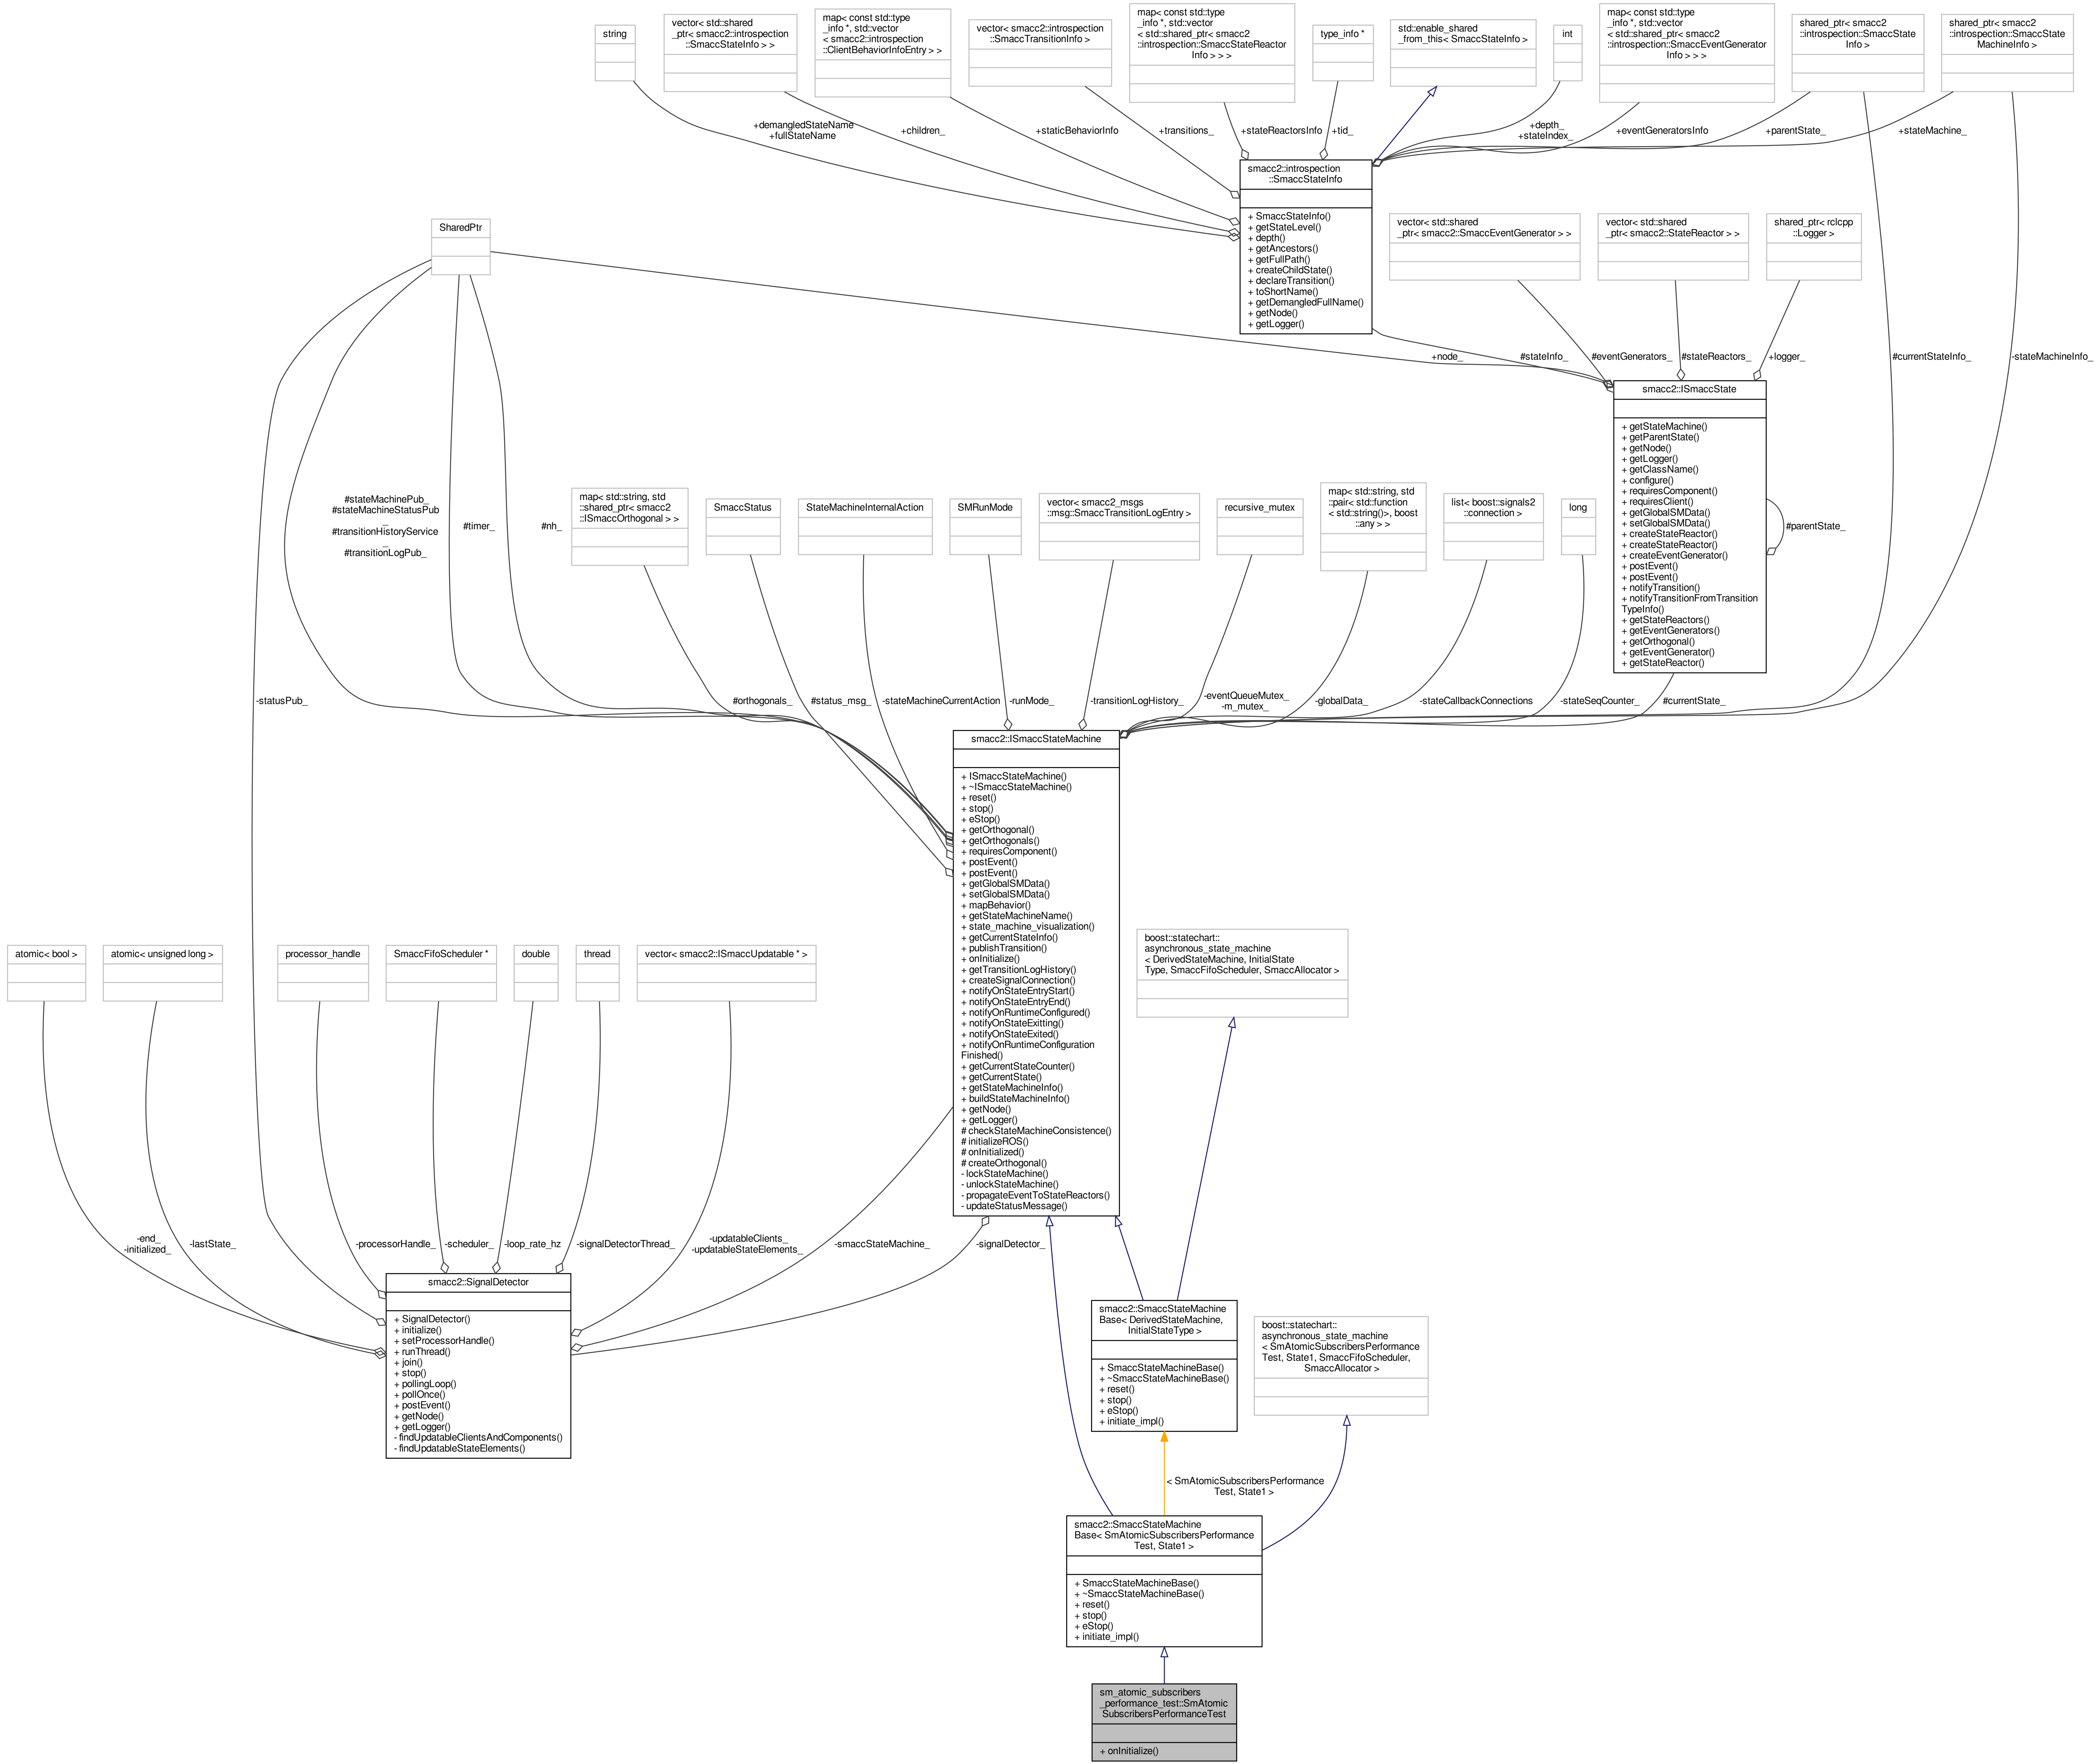 string
vector< std::shared
_ptr< smacc2::introspection
::SmaccStateInfo > >
map< const std::type
_info *, std::vector
< smacc2::introspection
::ClientBehaviorInfoEntry > >
vector< smacc2::introspection
::SmaccTransitionInfo >
map< const std::type
_info *, std::vector
< std::shared_ptr< smacc2
::introspection::SmaccStateReactor
Info > > >
type_info *
std::enable_shared
_from_this< SmaccStateInfo >
int
map< const std::type
_info *, std::vector
< std::shared_ptr< smacc2
::introspection::SmaccEventGenerator
Info > > >
shared_ptr< smacc2
::introspection::SmaccState
Info >
shared_ptr< smacc2
::introspection::SmaccState
MachineInfo >
+demangledStateName
+fullStateName
+children_
+staticBehaviorInfo
+transitions_
+stateReactorsInfo
+tid_
+depth_
+stateIndex_
+eventGeneratorsInfo
+parentState_
+stateMachine_
smacc2::introspection
::SmaccStateInfo
+ SmaccStateInfo()
+ getStateLevel()
+ depth()
+ getAncestors()
+ getFullPath()
+ createChildState()
+ declareTransition()
+ toShortName()
+ getDemangledFullName()
+ getNode()
+ getLogger()
SharedPtr
vector< std::shared
_ptr< smacc2::SmaccEventGenerator > >
vector< std::shared
_ptr< smacc2::StateReactor > >
shared_ptr< rclcpp
::Logger >
+node_
#stateInfo_
#eventGenerators_
#stateReactors_
+logger_
#currentStateInfo_
-stateMachineInfo_
smacc2::ISmaccState
+ getStateMachine()
+ getParentState()
+ getNode()
+ getLogger()
+ getClassName()
+ configure()
+ requiresComponent()
+ requiresClient()
+ getGlobalSMData()
+ setGlobalSMData()
+ createStateReactor()
+ createStateReactor()
+ createEventGenerator()
+ postEvent()
+ postEvent()
+ notifyTransition()
+ notifyTransitionFromTransition
TypeInfo()
+ getStateReactors()
+ getEventGenerators()
+ getOrthogonal()
+ getEventGenerator()
+ getStateReactor()
#parentState_
#stateMachinePub_
#stateMachineStatusPub
_
#transitionHistoryService
_
#transitionLogPub_
#timer_
#nh_
map< std::string, std
::shared_ptr< smacc2
::ISmaccOrthogonal > >
SmaccStatus
StateMachineInternalAction
SMRunMode
vector< smacc2_msgs
::msg::SmaccTransitionLogEntry >
recursive_mutex
map< std::string, std
::pair< std::function
< std::string()>, boost
::any > >
list< boost::signals2
::connection >
long
-statusPub_
#orthogonals_
#status_msg_
-stateMachineCurrentAction
-runMode_
-transitionLogHistory_
-eventQueueMutex_
-m_mutex_
-globalData_
-stateCallbackConnections
-stateSeqCounter_
#currentState_
smacc2::ISmaccStateMachine
+ ISmaccStateMachine()
+ ~ISmaccStateMachine()
+ reset()
+ stop()
+ eStop()
+ getOrthogonal()
+ getOrthogonals()
+ requiresComponent()
+ postEvent()
+ postEvent()
+ getGlobalSMData()
+ setGlobalSMData()
+ mapBehavior()
+ getStateMachineName()
+ state_machine_visualization()
+ getCurrentStateInfo()
+ publishTransition()
+ onInitialize()
+ getTransitionLogHistory()
+ createSignalConnection()
+ notifyOnStateEntryStart()
+ notifyOnStateEntryEnd()
+ notifyOnRuntimeConfigured()
+ notifyOnStateExitting()
+ notifyOnStateExited()
+ notifyOnRuntimeConfiguration
Finished()
+ getCurrentStateCounter()
+ getCurrentState()
+ getStateMachineInfo()
+ buildStateMachineInfo()
+ getNode()
+ getLogger()
# checkStateMachineConsistence()
# initializeROS()
# onInitialized()
# createOrthogonal()
- lockStateMachine()
- unlockStateMachine()
- propagateEventToStateReactors()
- updateStatusMessage()
atomic< bool >
atomic< unsigned long >
processor_handle
SmaccFifoScheduler *
double
thread
vector< smacc2::ISmaccUpdatable * >
boost::statechart::
asynchronous_state_machine
< DerivedStateMachine, InitialState
Type, SmaccFifoScheduler, SmaccAllocator >
-end_
-initialized_
-lastState_
-processorHandle_
-scheduler_
-loop_rate_hz
-signalDetectorThread_
-updatableClients_
-updatableStateElements_
-smaccStateMachine_
-signalDetector_
smacc2::SignalDetector
+ SignalDetector()
+ initialize()
+ setProcessorHandle()
+ runThread()
+ join()
+ stop()
+ pollingLoop()
+ pollOnce()
+ postEvent()
+ getNode()
+ getLogger()
- findUpdatableClientsAndComponents()
- findUpdatableStateElements()
smacc2::SmaccStateMachine
Base< DerivedStateMachine,
InitialStateType >
+ SmaccStateMachineBase()
+ ~SmaccStateMachineBase()
+ reset()
+ stop()
+ eStop()
+ initiate_impl()
boost::statechart::
asynchronous_state_machine
< SmAtomicSubscribersPerformance
Test, State1, SmaccFifoScheduler,
SmaccAllocator >
< SmAtomicSubscribersPerformance
Test, State1 >
smacc2::SmaccStateMachine
Base< SmAtomicSubscribersPerformance
Test, State1 >
+ SmaccStateMachineBase()
+ ~SmaccStateMachineBase()
+ reset()
+ stop()
+ eStop()
+ initiate_impl()
sm_atomic_subscribers
_performance_test::SmAtomic
SubscribersPerformanceTest
+ onInitialize()